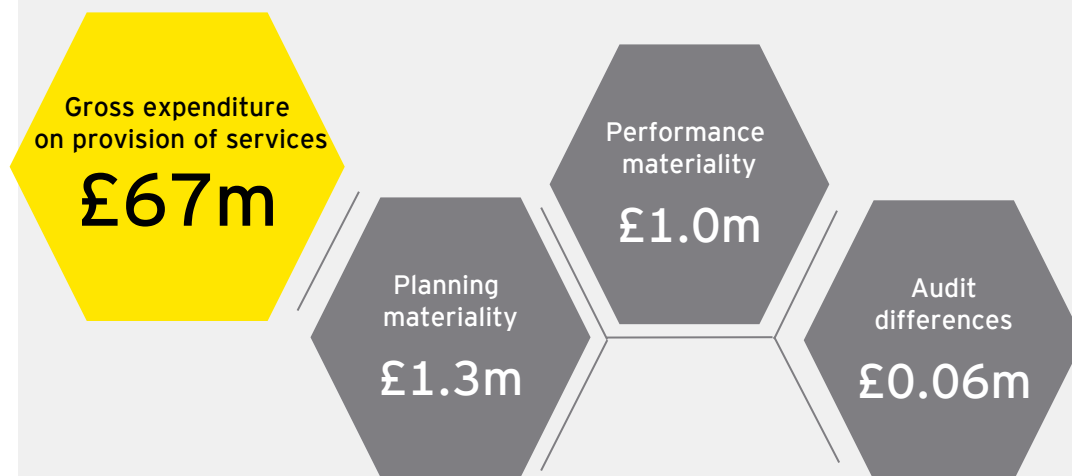 Gross expenditure
on provision of services
£67m
Planning
materiality
£1.3m
Performance
materiality
£1.0m
Audit
differences
£0.06m